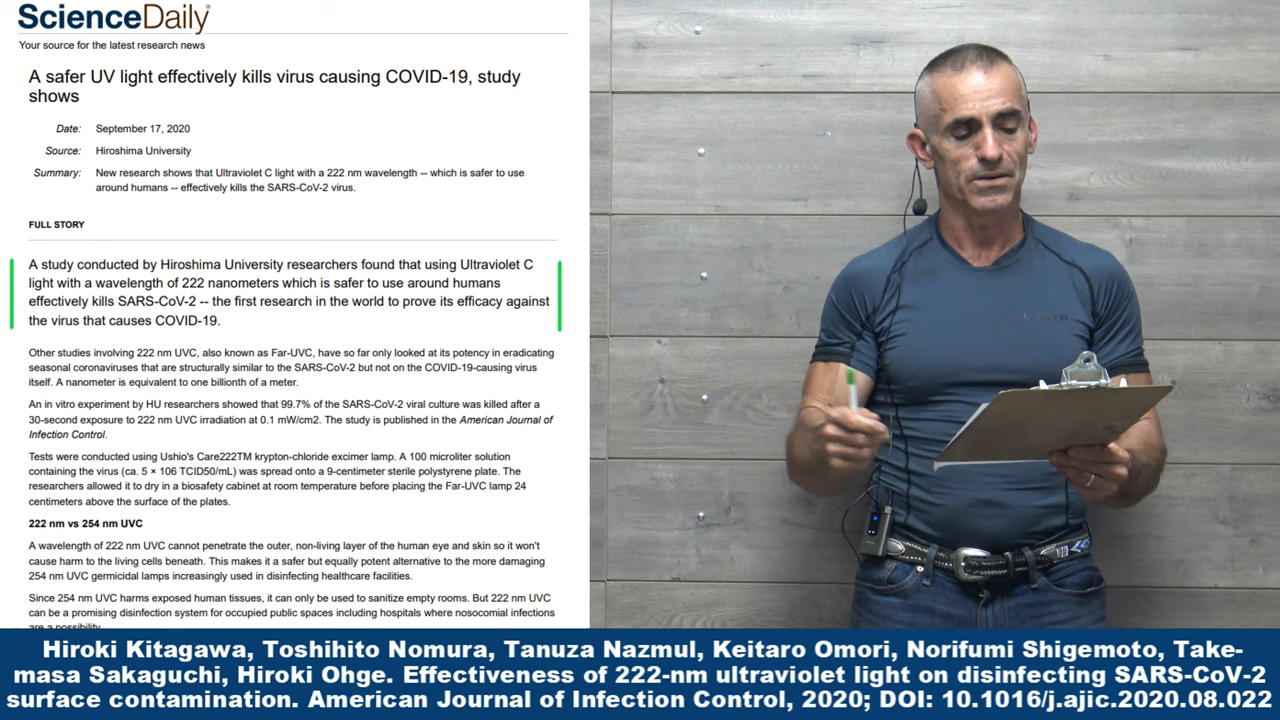 ScienceDaily
Your source for the latest research news
A safer UV light effectively kills virus causing COVID-19, study
shows
Date: September 17, 2020
Source: Hiroshima University
Summary: New research shows that Ultraviolet C light with a 222 nm wavelength -- which is safer to use
around humans -- effectively kills the SARS-CoV-2 virus.
FULL STORY
A study conducted by Hiroshima University researchers found that using Ultraviolet C
light with a wavelength of 222 nanometers which is safer to use around humans
effectively kills SARS-CoV-2 -- the first research in the world to prove its efficacy against
the virus that causes COVID-19.
Other studies involving 222 nm UVC, also known as Far-UVC, have so far only looked at its potency in eradicating
seasonal coronaviruses that are structurally similar to the SARS-CoV-2 but not on the COVID-19-causing virus
itself. A nanometer is equivalent to one billionth of a meter.
An in vitro experiment by HU researchers showed that 99.7% of the SARS-CoV-2 viral culture was killed after a
30-second exposure to 222 nm UVC irradiation at 0.1 mW/cm2. The study is published in the American Journal of
Infection Control.
Tests were conducted using Ushio's Care222TM krypton-chloride excimer lamp. A 100 microliter solution
containing the virus (ca. 5 × 106 TCID50/mL) was spread onto a 9-centimeter sterile polystyrene plate. The
researchers allowed it to dry in a biosafety cabinet at room temperature before placing the Far-UVC lamp 24
centimeters above the surface of the plates.
222 nm vs 254 nm UVC
A wavelength of 222 nm UVC cannot penetrate the outer, non-living layer of the human eye and skin so it won't
cause harm to the living cells beneath. This makes it a safer but equally potent alternative to the more damaging
254 nm UVC germicidal lamps increasingly used in disinfecting healthcare facilities.
Since 254 nm UVC harms exposed human tissues, it can only be used to sanitize empty rooms. But 222 nm UVC
can be a promising disinfection system for occupied public spaces including hospitals where nosocomial infections
are a possibility.
Hiroki Kitagawa, Toshihito Nomura, Tanuza Nazmul, Keitaro Omori, Norifumi Shigemoto, Take-
masa Sakaguchi, Hiroki Ohge. Effectiveness of 222-nm ultraviolet light on disinfecting SARS-CoV-2
surface contamination. American Journal of Infection Control, 2020; DOI: 10.1016/j.ajic.2020.08.022